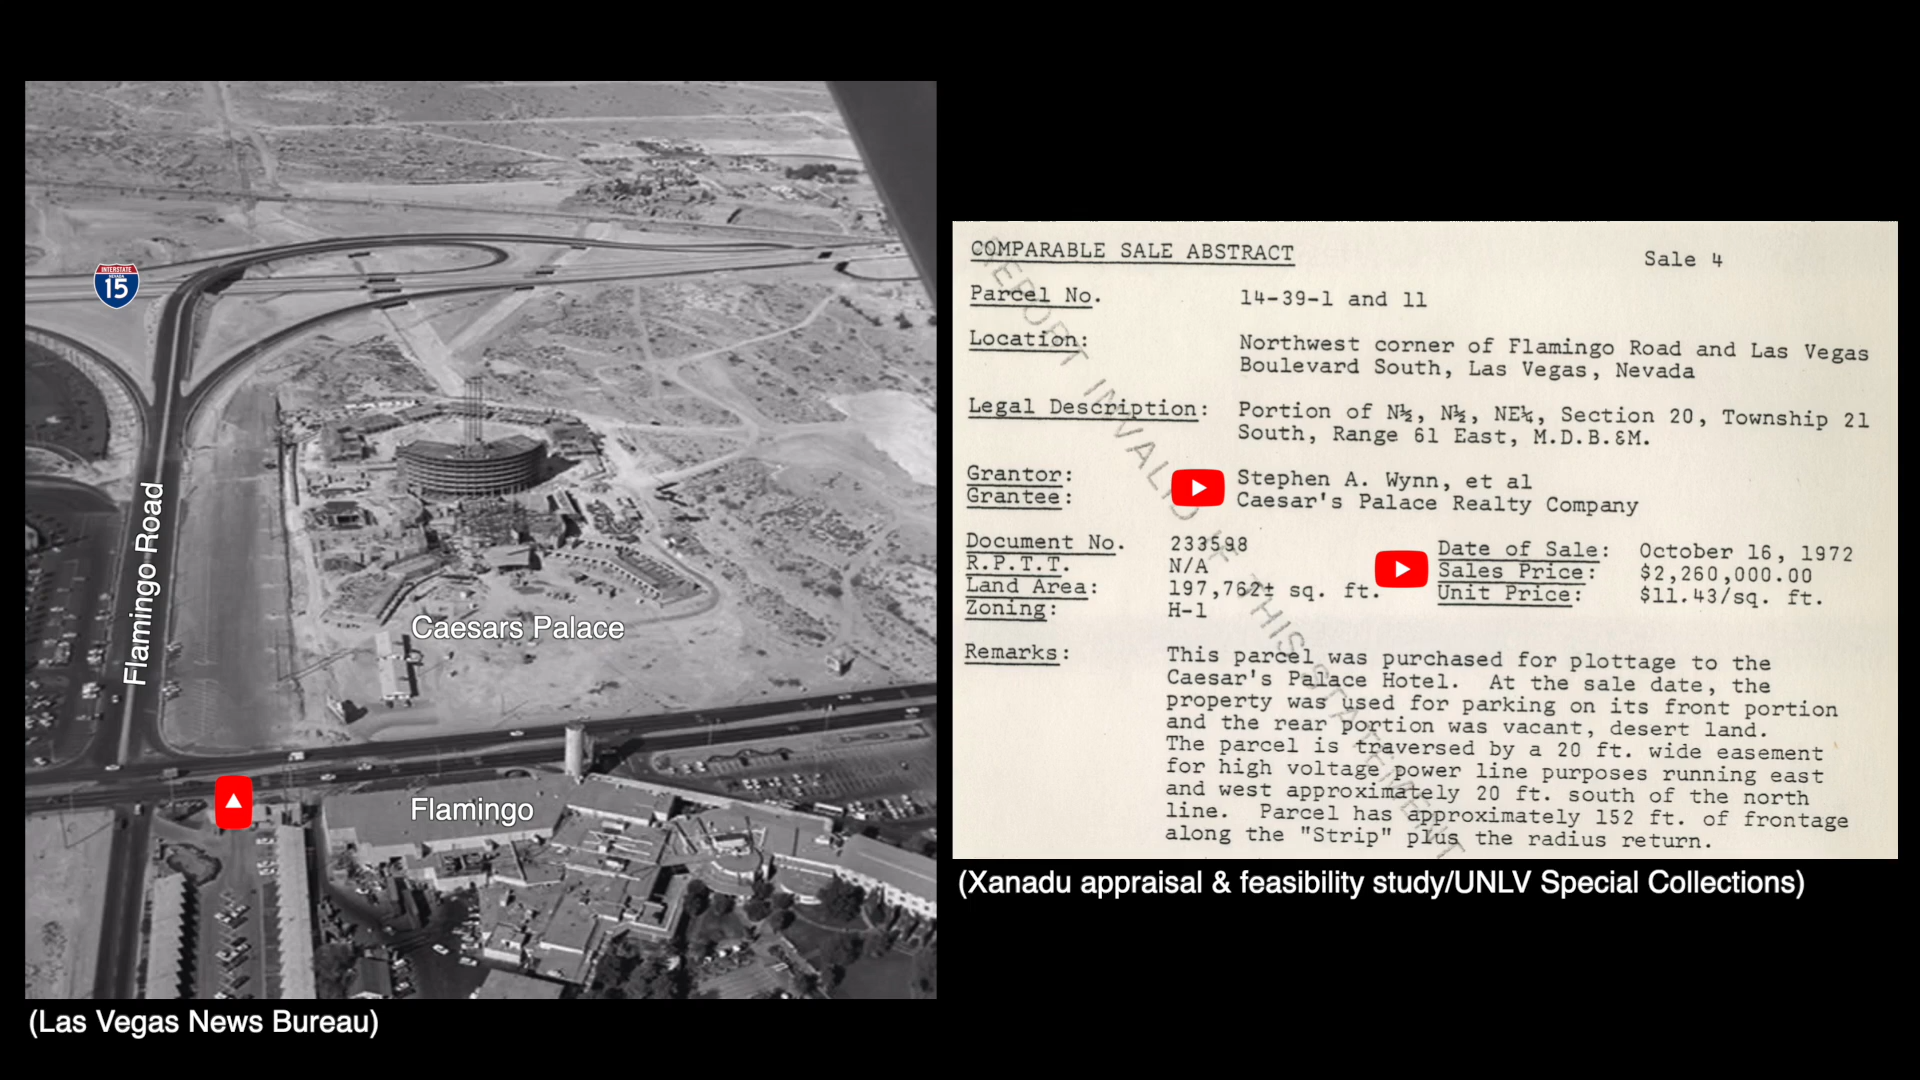 INTERSTATE
NEVADA
15
Flamingo Road
Caesars Palace
Flamingo
(Las Vegas News Bureau)
COMPARABLE SALE ABSTRACT
Sale 4
Parcel No. 14-39-1 and 11
Location: Northwest corner of Flamingo Road and Las Vegas
Boulevard South, Las Vegas, Nevada
Legal Description: Portion of N½, N½, NE¼, Section 20, Township 21
South, Range 61 East, M.D.B.&M.
Grantor: Stephen A. Wynn, et al
Grantee: Caesar's Palace Realty Company
Document No. 233598 Date of Sale: October 16, 1972
R.P.T.T. N/A Sales Price: $2,260,000.00
Land Area: 197,762± sq. ft. Unit Price: $11.43/sq. ft.
Zoning: H-1
Remarks: This parcel was purchased for plottage to the
Caesar's Palace Hotel. At the sale date, the
property was used for parking on its front portion
and the rear portion was vacant, desert land.
The parcel is traversed by a 20 ft. wide easement
for high voltage power line purposes running east
and west approximately 20 ft. south of the north
line. Parcel has approximately 152 ft. of frontage
along the "Strip" plus the radius return.
REPORT INVALID IF THIS STATEMENT
(Xanadu appraisal & feasibility study/UNLV Special Collections)